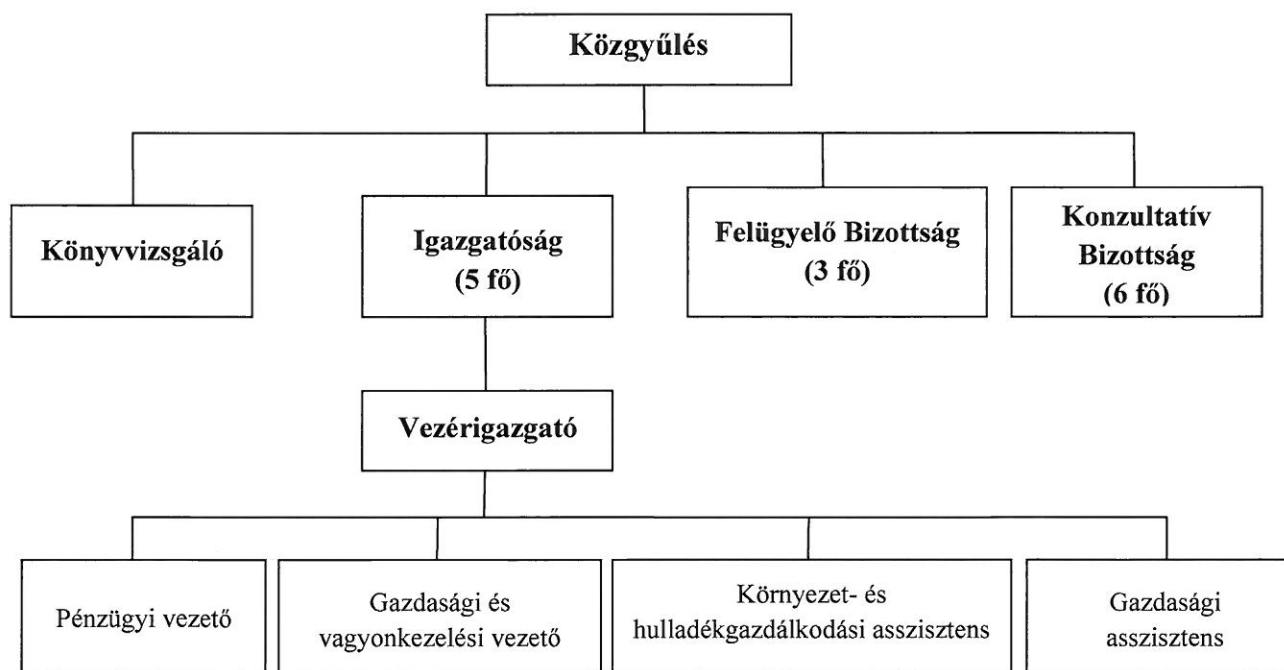 Közgyűlés
Könyvvizsgáló
Igazgatóság
(5 fő)
Felügyelő Bizottság
(3 fő)
Konzultatív
Bizottság
(6 fő)
Vezérigazgató
Pénzügyi vezető
Gazdasági és
vagyonkezelési vezető
Környezet- és
hulladékgazdálkodási asszisztens
Gazdasági
asszisztens